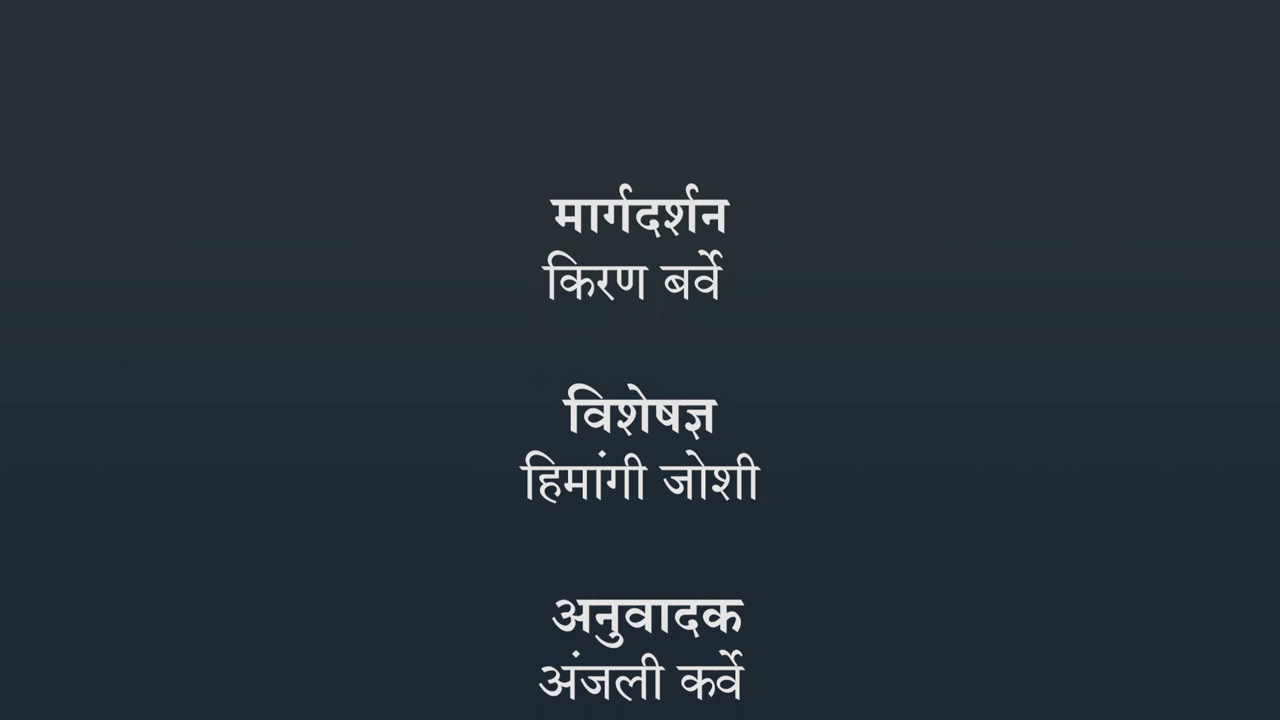 मार्गदर्शन
किरण बर्वे
विशेषज्ञ
हिमांगी जोशी
अनुवादक
अंजली कर्वे